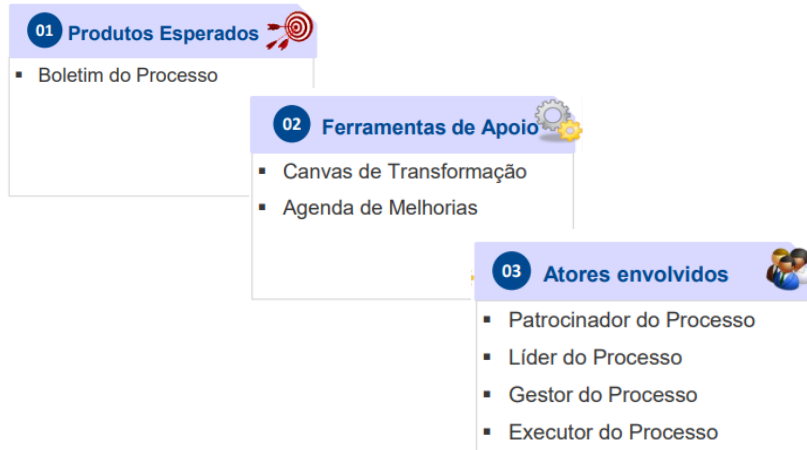 01 Produtos Esperados
▪ Boletim do Processo
02 Ferramentas de Apoio
▪ Canvas de Transformação
▪ Agenda de Melhorias
03 Atores envolvidos
▪ Patrocinador do Processo
▪ Líder do Processo
▪ Gestor do Processo
▪ Executor do Processo